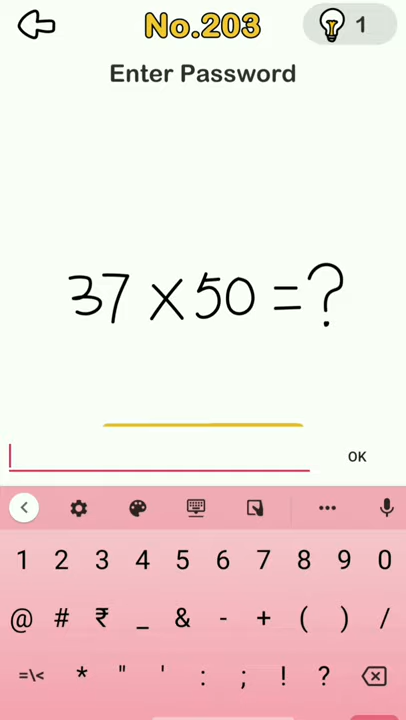 No.203
1
Enter Password
37 × 50 = ?
OK
1 2 3 4 5 6 7 8 9 0
@ # ₹ _ & - + ( ) /
=\< * " ' : ; ! ?